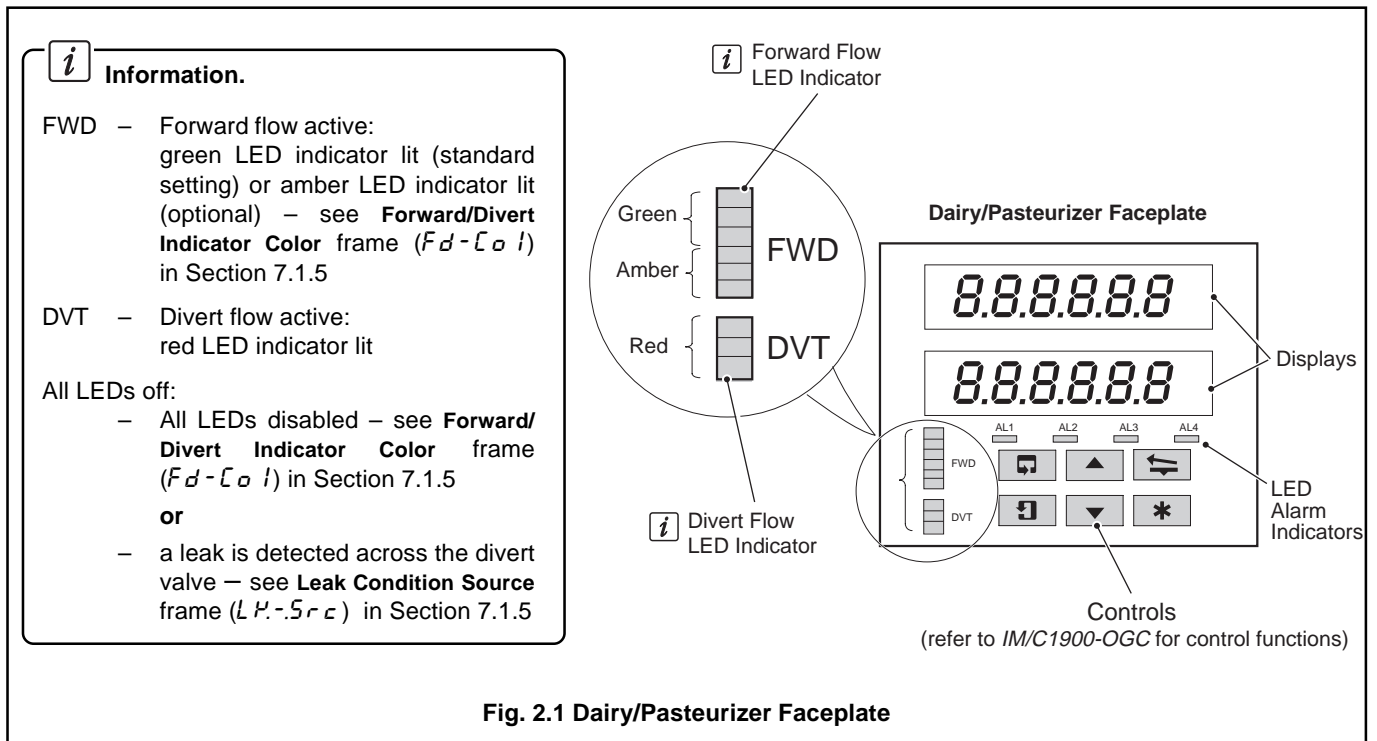 i Information.
FWD – Forward flow active:
green LED indicator lit (standard
setting) or amber LED indicator lit
(optional) – see Forward/Divert
Indicator Color frame (Fd-Col)
in Section 7.1.5
DVT – Divert flow active:
red LED indicator lit
All LEDs off:
– All LEDs disabled – see Forward/
Divert Indicator Color frame
(Fd-Col) in Section 7.1.5
or
– a leak is detected across the divert
valve – see Leak Condition Source
frame (LK.-.Src) in Section 7.1.5
i Forward Flow
LED Indicator
Green
Amber
FWD
Red
DVT
i Divert Flow
LED Indicator
Dairy/Pasteurizer Faceplate
8.8.8.8.8.8
8.8.8.8.8.8
Displays
AL1 AL2 AL3 AL4
FWD
DVT
LED
Alarm
Indicators
Controls
(refer to IM/C1900-OGC for control functions)
Fig. 2.1 Dairy/Pasteurizer Faceplate